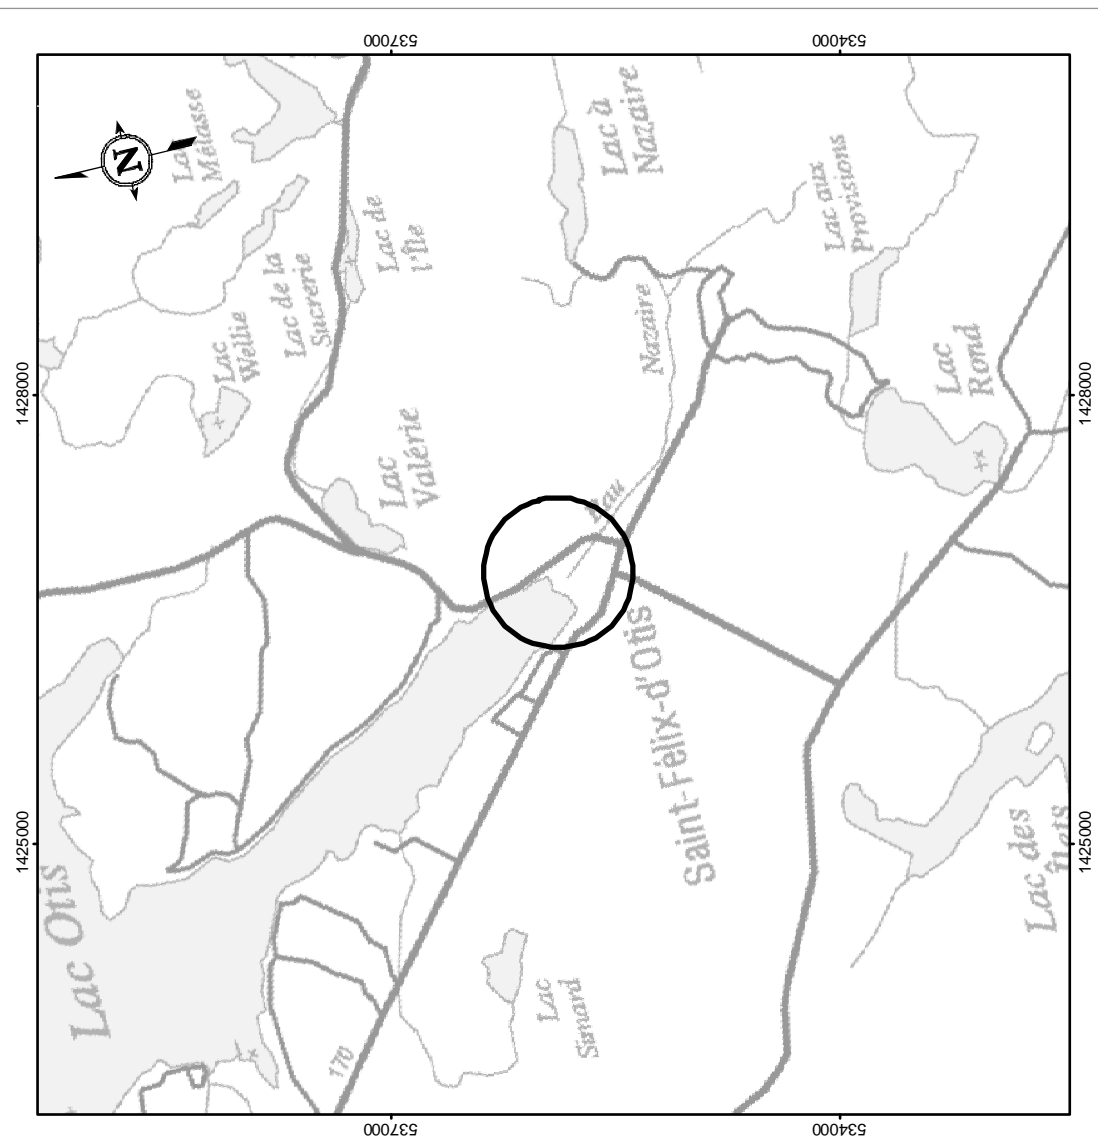 537000
534000
Lac
Mélasse
N
Lac à
Nazaire
Lac aux
Provisions
Lac de
l'Île
Lac de la
Sucrerie
Lac
Wellie
Nazaire
Lac
Rond
1428000
1428000
Lac
Valérie
Eau
Saint-Félix-d'Otis
1425000
1425000
Lac Otis
Lac des
Îlets
Lac
Simard
170
537000
534000